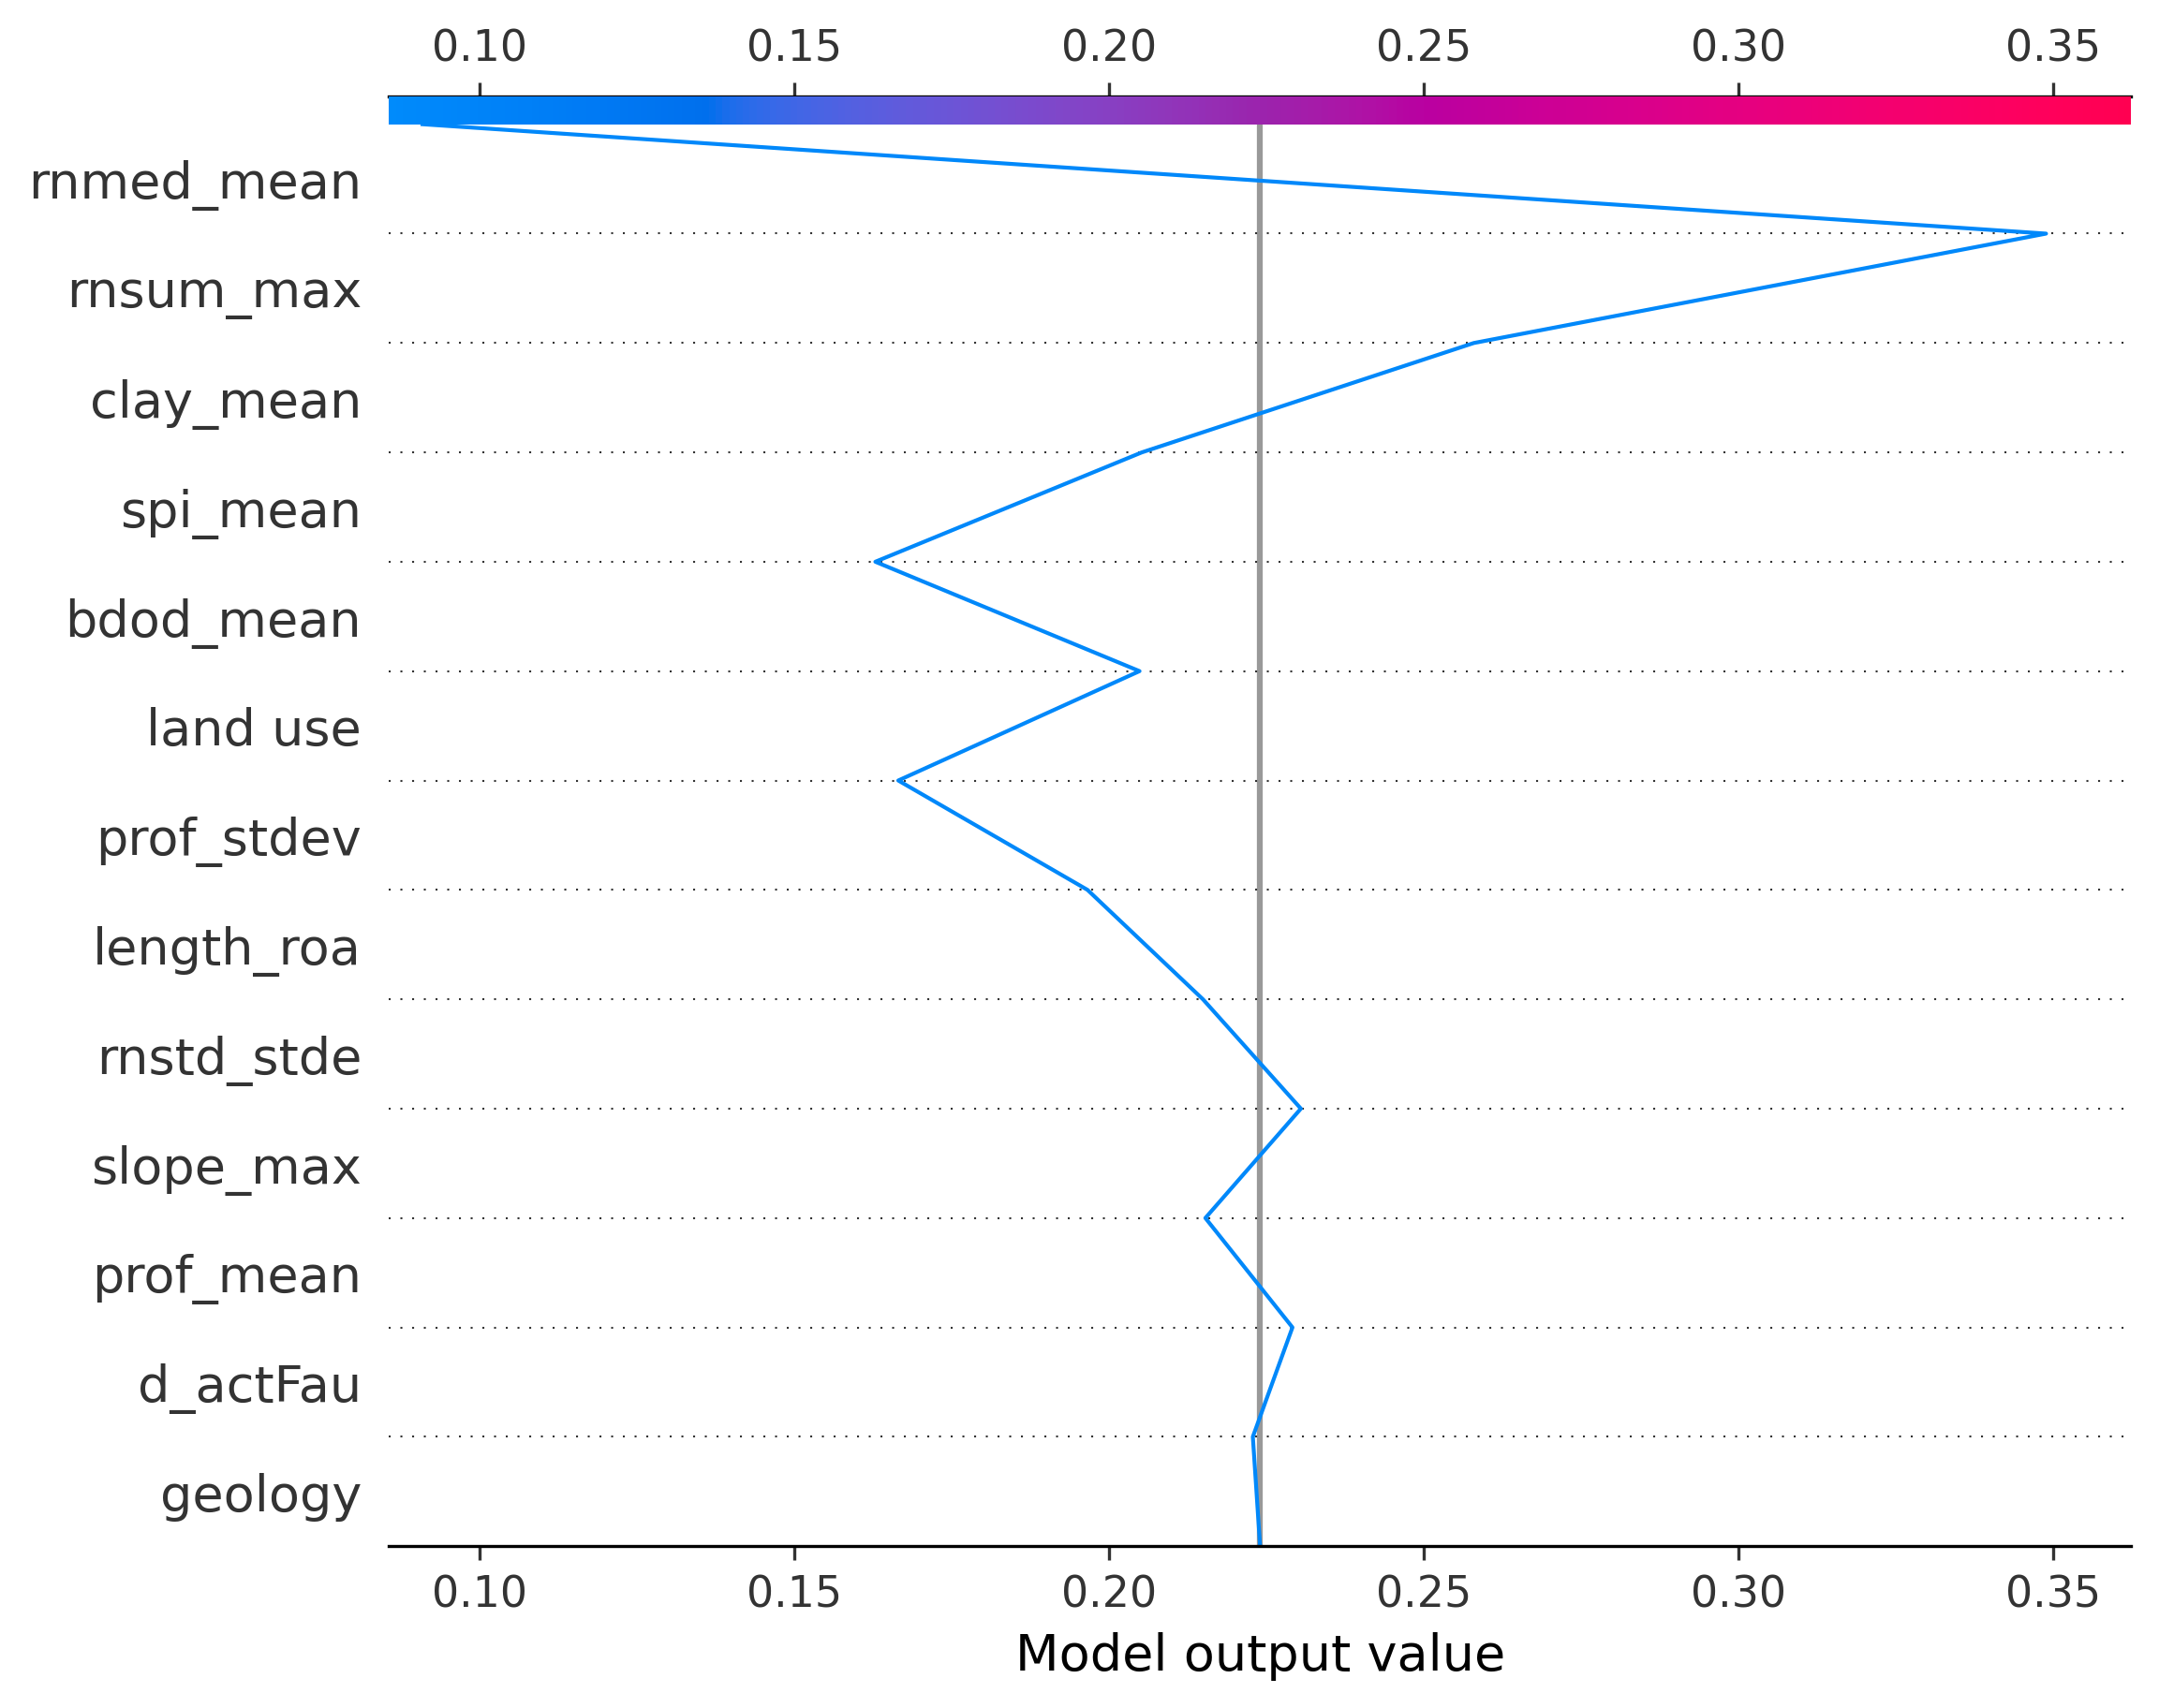 0.10 0.15 0.20 0.25 0.30 0.35
rnmed_mean
rnsum_max
clay_mean
spi_mean
bdod_mean
land use
prof_stdev
length_roa
rnstd_stde
slope_max
prof_mean
d_actFau
geology
0.10 0.15 0.20 0.25 0.30 0.35
Model output value